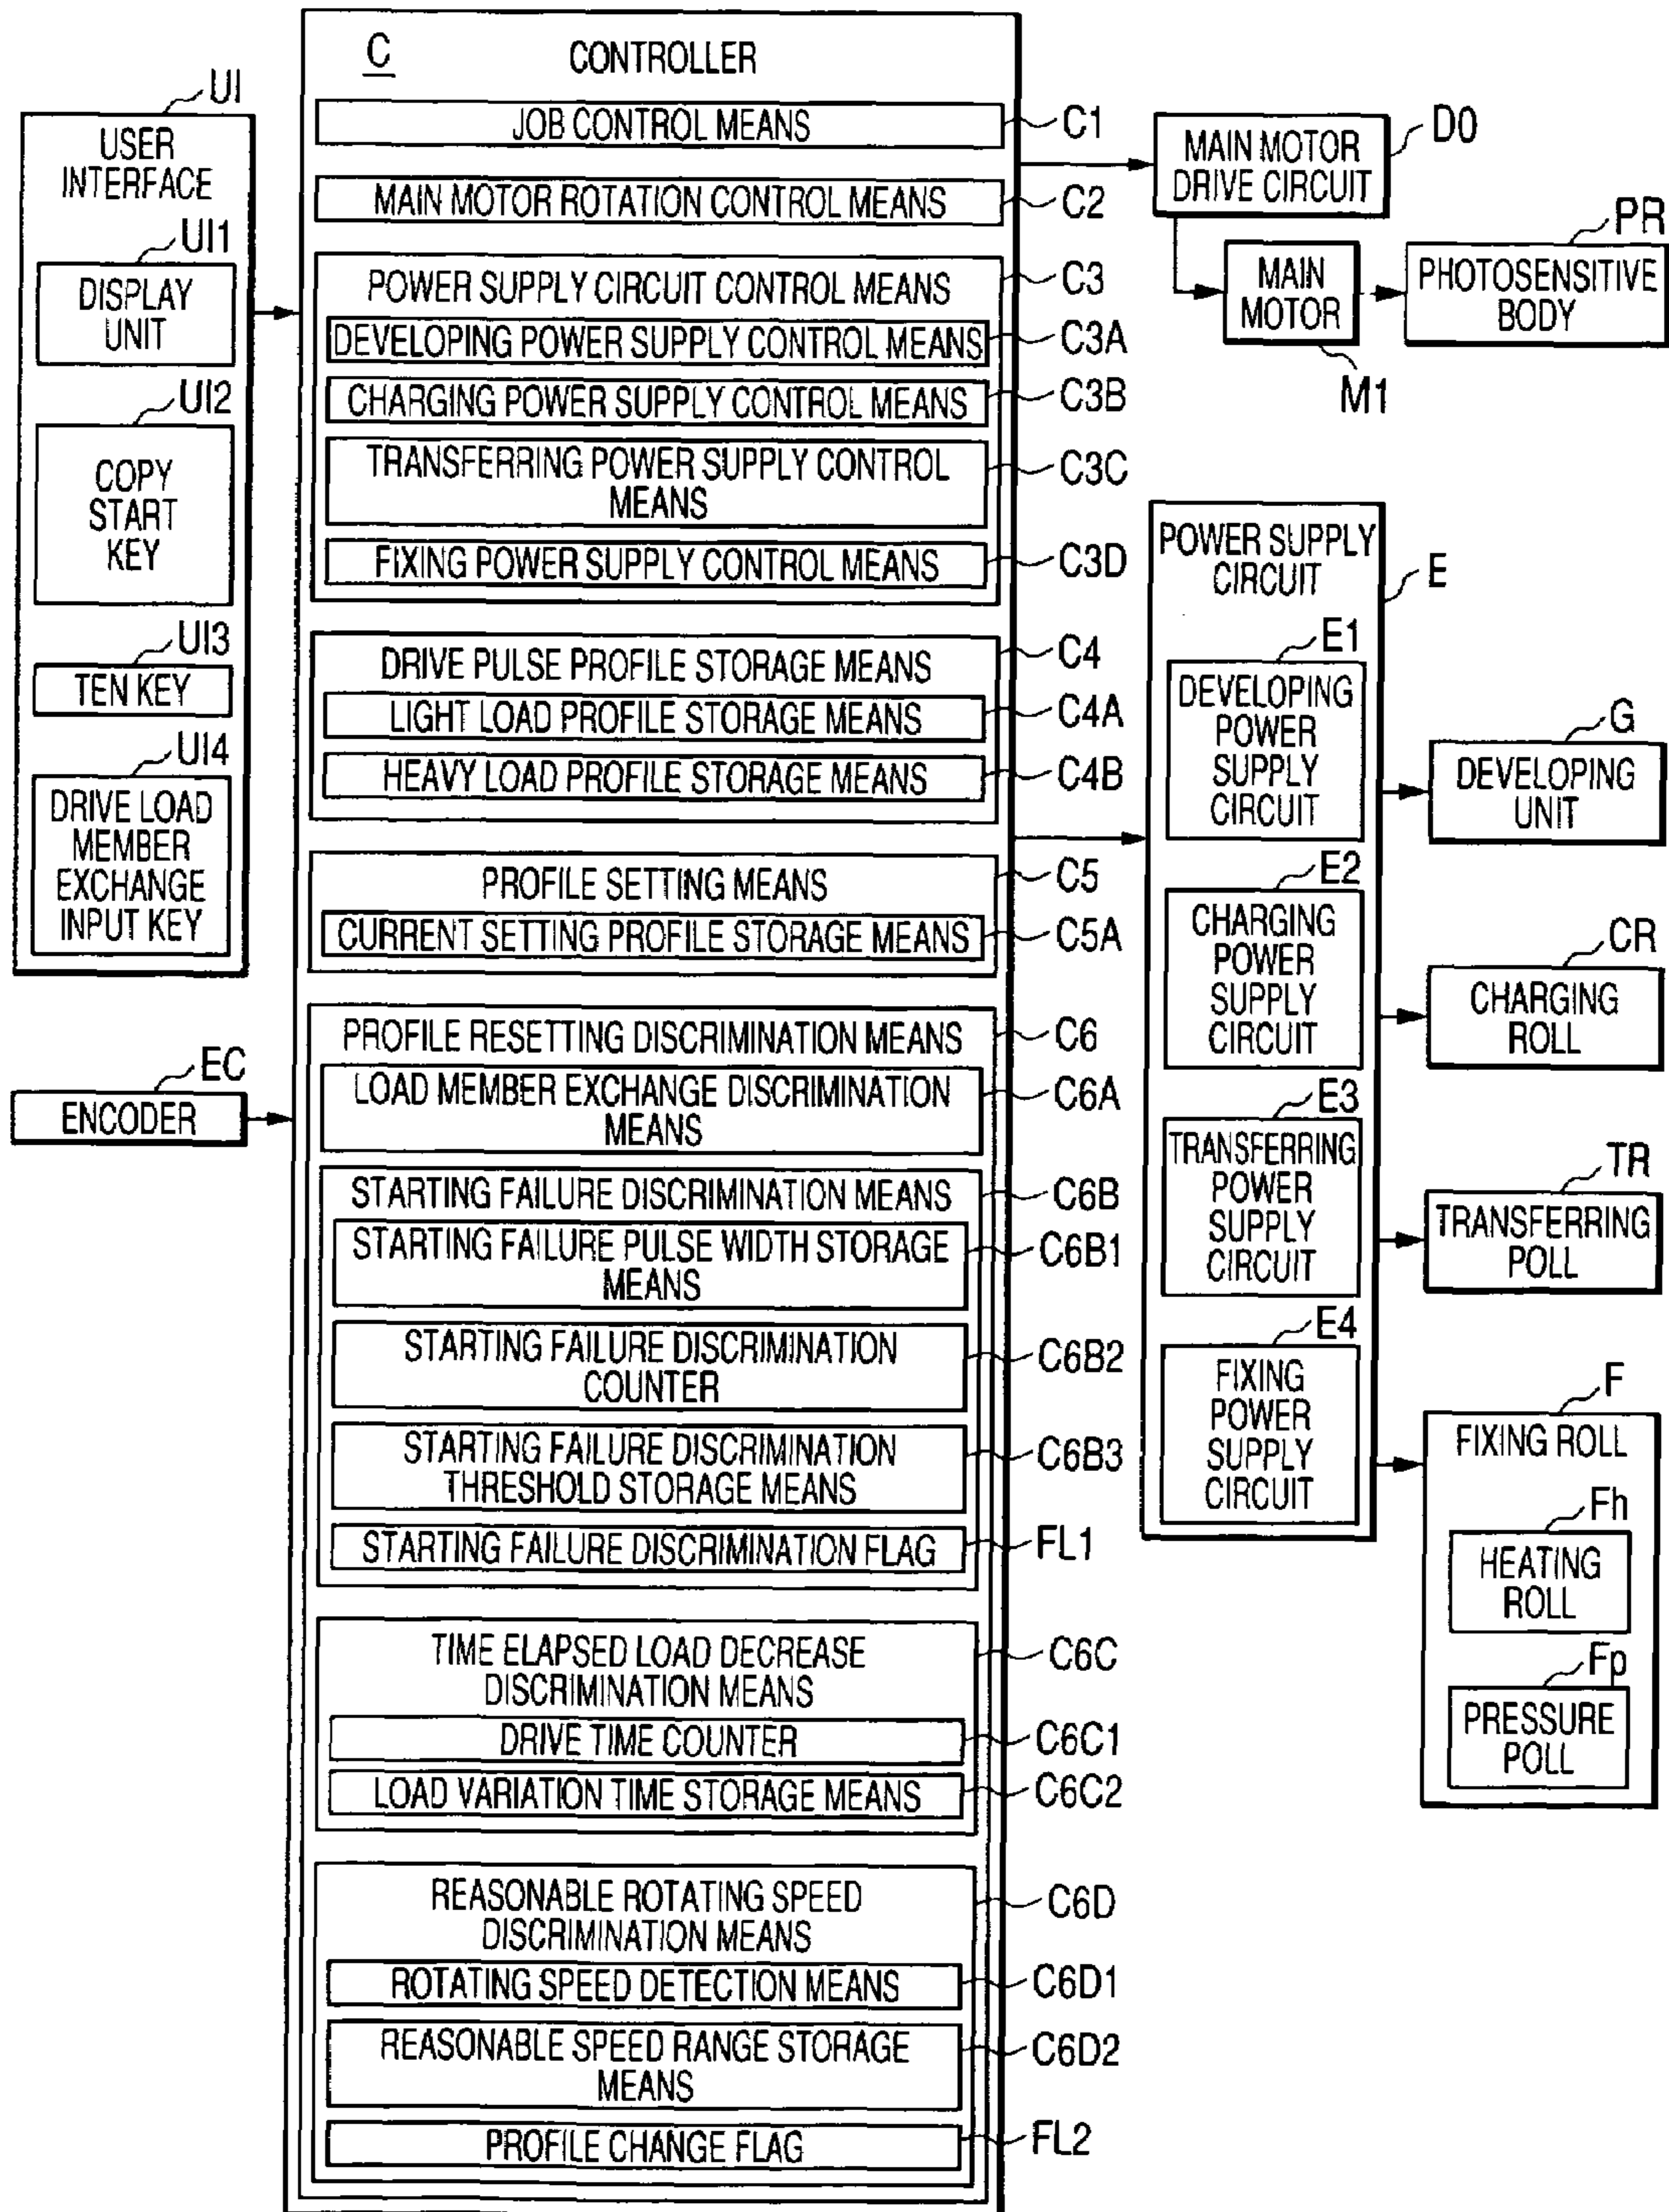 UI
USER
INTERFACE
UI1
DISPLAY
UNIT
UI2
COPY
START
KEY
UI3
TEN KEY
UI4
DRIVE LOAD
MEMBER
EXCHANGE
INPUT KEY
EC
ENCODER
C
CONTROLLER
JOB CONTROL MEANS
C1
MAIN MOTOR ROTATION CONTROL MEANS
C2
POWER SUPPLY CIRCUIT CONTROL MEANS
C3
DEVELOPING POWER SUPPLY CONTROL MEANS
C3A
CHARGING POWER SUPPLY CONTROL MEANS
C3B
TRANSFERRING POWER SUPPLY CONTROL
MEANS
C3C
FIXING POWER SUPPLY CONTROL MEANS
C3D
DRIVE PULSE PROFILE STORAGE MEANS
C4
LIGHT LOAD PROFILE STORAGE MEANS
C4A
HEAVY LOAD PROFILE STORAGE MEANS
C4B
PROFILE SETTING MEANS
C5
CURRENT SETTING PROFILE STORAGE MEANS
C5A
PROFILE RESETTING DISCRIMINATION MEANS
C6
LOAD MEMBER EXCHANGE DISCRIMINATION
MEANS
C6A
STARTING FAILURE DISCRIMINATION MEANS
C6B
STARTING FAILURE PULSE WIDTH STORAGE
MEANS
C6B1
STARTING FAILURE DISCRIMINATION
COUNTER
C6B2
STARTING FAILURE DISCRIMINATION
THRESHOLD STORAGE MEANS
C6B3
STARTING FAILURE DISCRIMINATION FLAG
FL1
TIME ELAPSED LOAD DECREASE
DISCRIMINATION MEANS
C6C
DRIVE TIME COUNTER
C6C1
LOAD VARIATION TIME STORAGE MEANS
C6C2
REASONABLE ROTATING SPEED
DISCRIMINATION MEANS
C6D
ROTATING SPEED DETECTION MEANS
C6D1
REASONABLE SPEED RANGE STORAGE
MEANS
C6D2
PROFILE CHANGE FLAG
FL2
D0
MAIN MOTOR
DRIVE CIRCUIT
MAIN
MOTOR
M1
PR
PHOTOSENSITIVE
BODY
POWER SUPPLY
CIRCUIT
E
E1
DEVELOPING
POWER
SUPPLY
CIRCUIT
E2
CHARGING
POWER
SUPPLY
CIRCUIT
E3
TRANSFERRING
POWER
SUPPLY
CIRCUIT
E4
FIXING
POWER
SUPPLY
CIRCUIT
G
DEVELOPING
UNIT
CR
CHARGING
ROLL
TR
TRANSFERRING
POLL
F
FIXING ROLL
Fh
HEATING
ROLL
Fp
PRESSURE
POLL